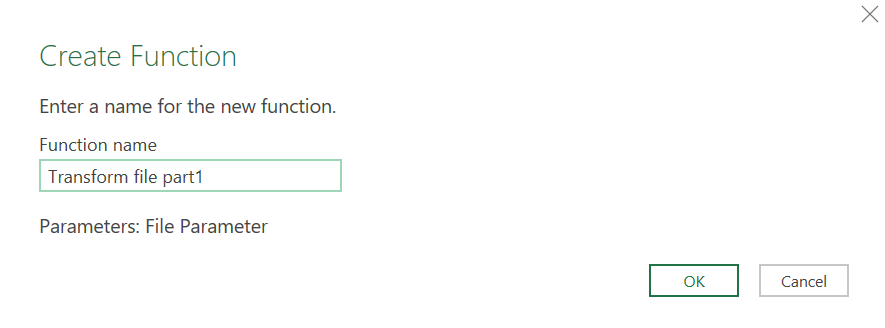 Create Function
Enter a name for the new function.
Function name
Transform file part1
Parameters: File Parameter
OK
Cancel